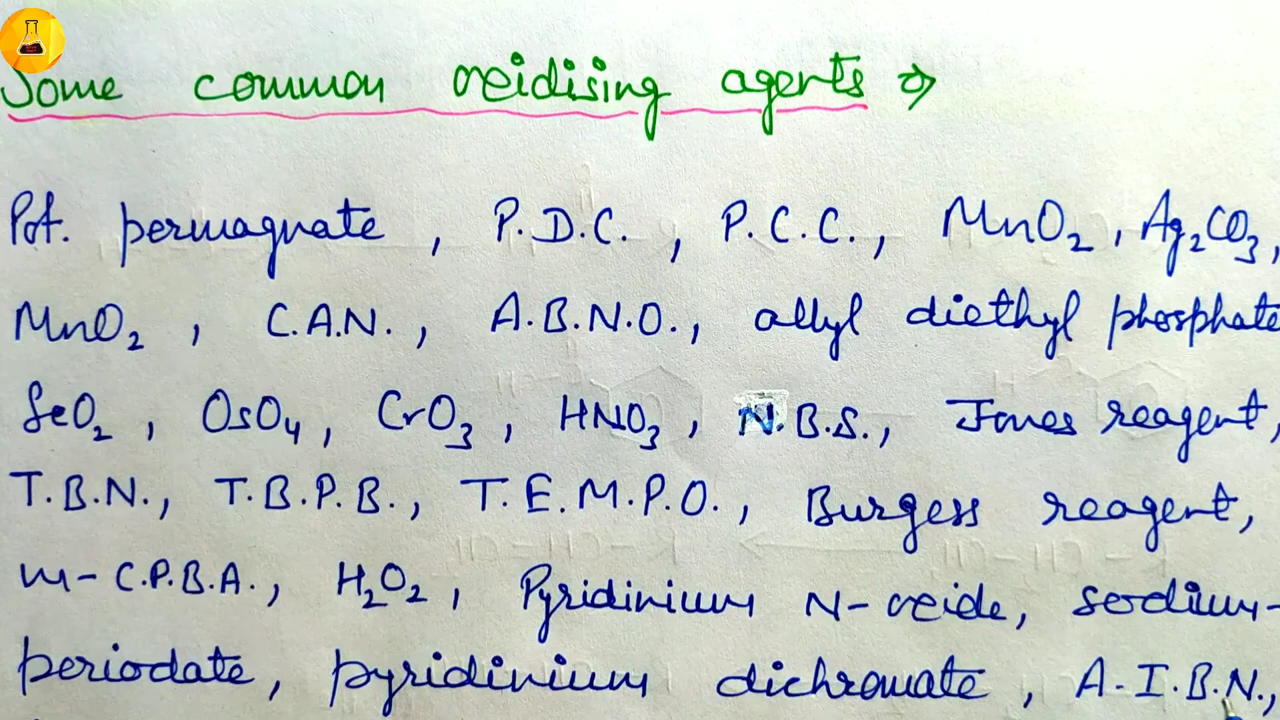 Some common oxidising agents ⇒
Pot. permagnate, P.D.C., P.C.C., MnO₂, Ag₂CO₃,
MnO₂, C.A.N., A.B.N.O., allyl diethyl phosphate
SeO₂, OsO₄, CrO₃, HNO₃, N.B.S., Jones reagent,
T.B.N., T.B.P.B., T.E.M.P.O., Burgess reagent,
m-C.P.B.A., H₂O₂, Pyridinium N-oxide, sodium-
periodate, pyridinium dichromate, A.I.B.N.,